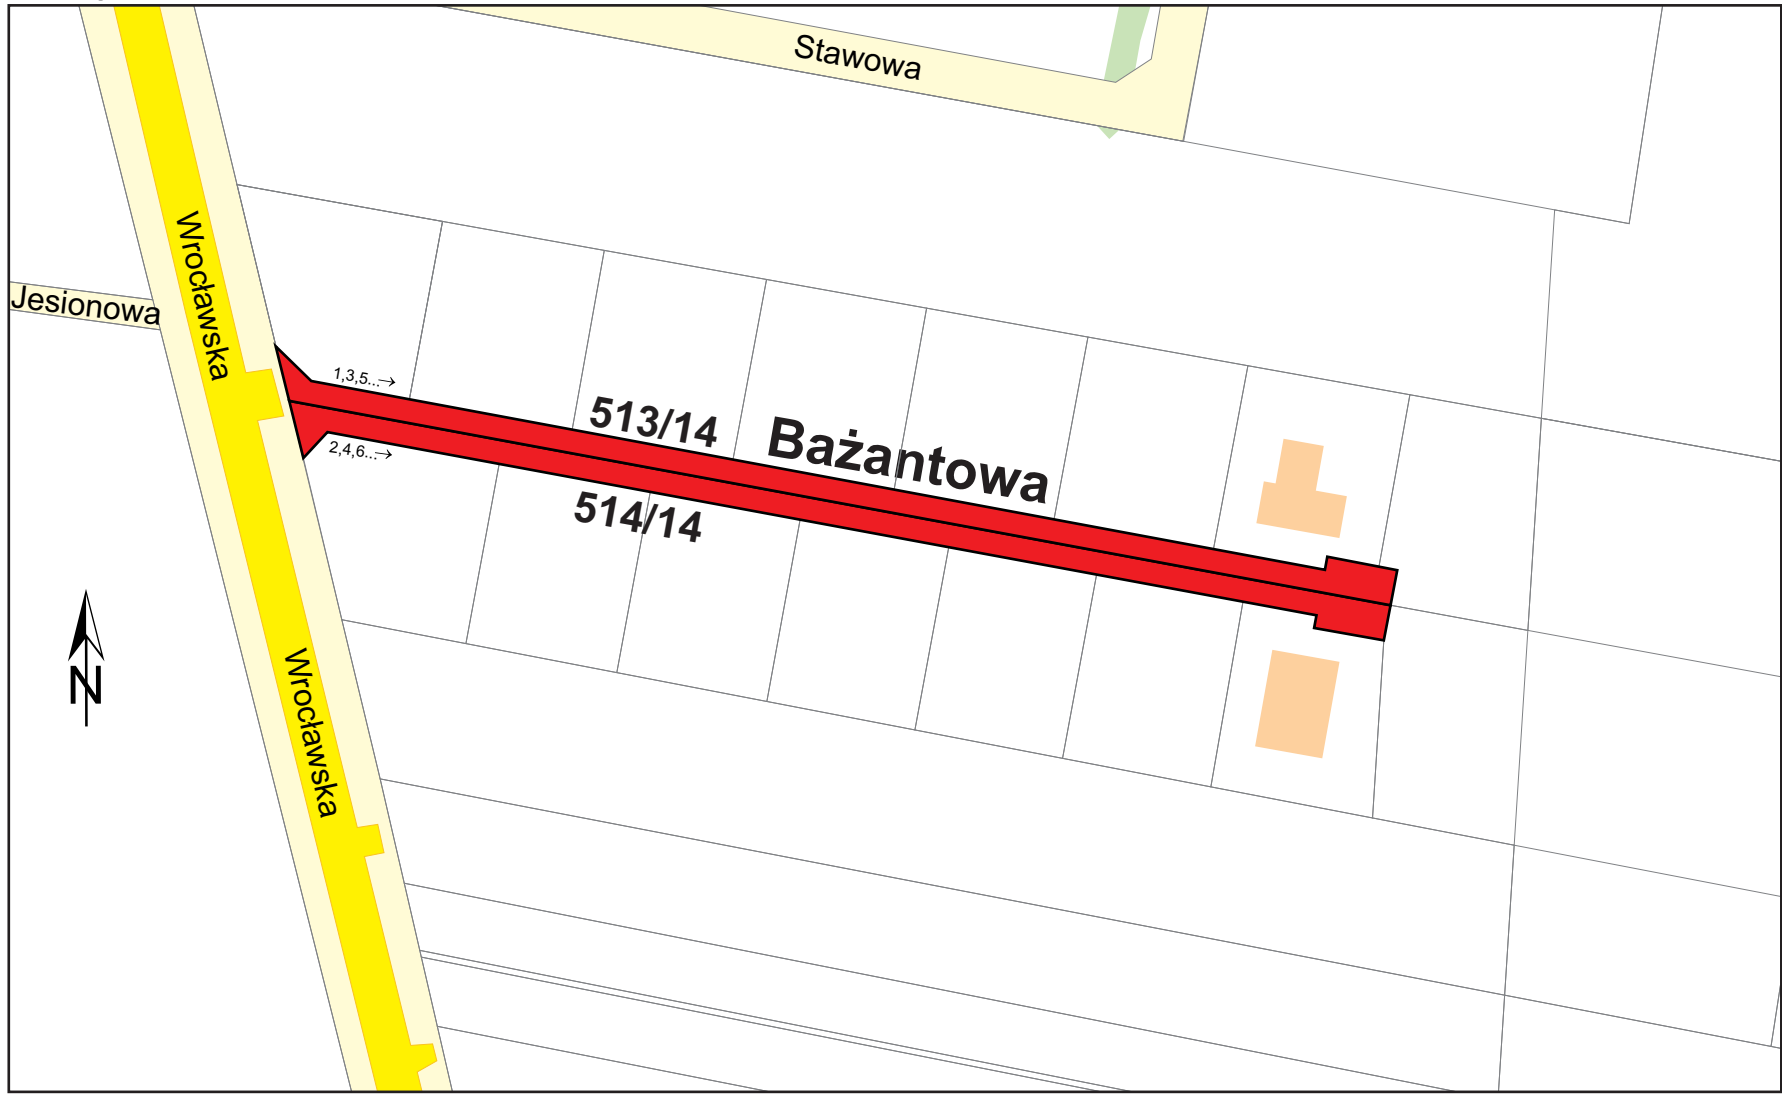 Stawowa
Wrocławska
Jesionowa
1,3,5...→
513/14
Bażantowa
2,4,6...→
514/14
N
Wrocławska